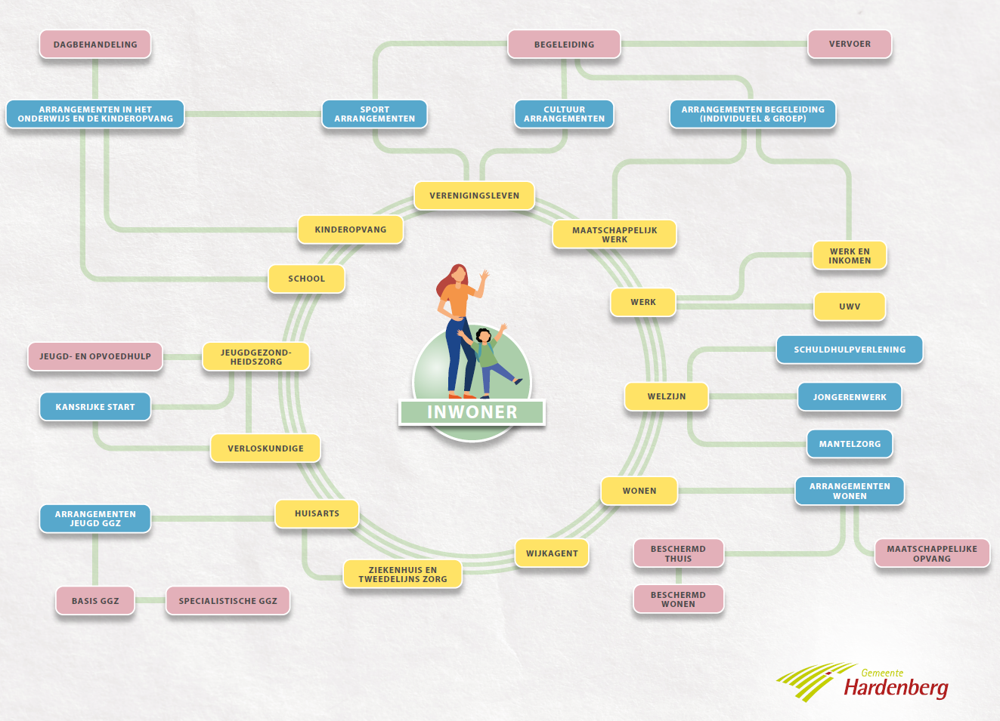 DAGBEHANDELING
BEGELEIDING
VERVOER
ARRANGEMENTEN IN HET
ONDERWIJS EN DE KINDEROPVANG
SPORT
ARRANGEMENTEN
CULTUUR
ARRANGEMENTEN
ARRANGEMENTEN BEGELEIDING
(INDIVIDUEEL & GROEP)
VERENIGINGSLEVEN
KINDEROPVANG
MAATSCHAPPELIJK
WERK
WERK EN
INKOMEN
SCHOOL
WERK
UWV
JEUGD- EN OPVOEDHULP
JEUGDGEZOND-
HEIDSZORG
SCHULDHULPVERLENING
KANSRIJKE START
WELZIJN
JONGERENWERK
INWONER
VERLOSKUNDIGE
MANTELZORG
WONEN
ARRANGEMENTEN
WONEN
ARRANGEMENTEN
JEUGD GGZ
HUISARTS
WIJKAGENT
BESCHERMD
THUIS
MAATSCHAPPELIJKE
OPVANG
ZIEKENHUIS EN
TWEEDELIJNS ZORG
BASIS GGZ
SPECIALISTISCHE GGZ
BESCHERMD
WONEN
Gemeente
Hardenberg